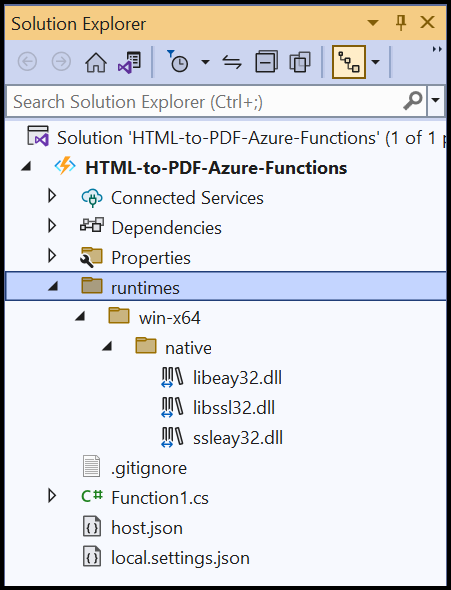 Solution Explorer
Search Solution Explorer (Ctrl+;)
Solution 'HTML-to-PDF-Azure-Functions' (1 of 1
HTML-to-PDF-Azure-Functions
Connected Services
Dependencies
Properties
runtimes
win-x64
native
libeay32.dll
libssl32.dll
ssleay32.dll
.gitignore
C# Function1.cs
host.json
local.settings.json